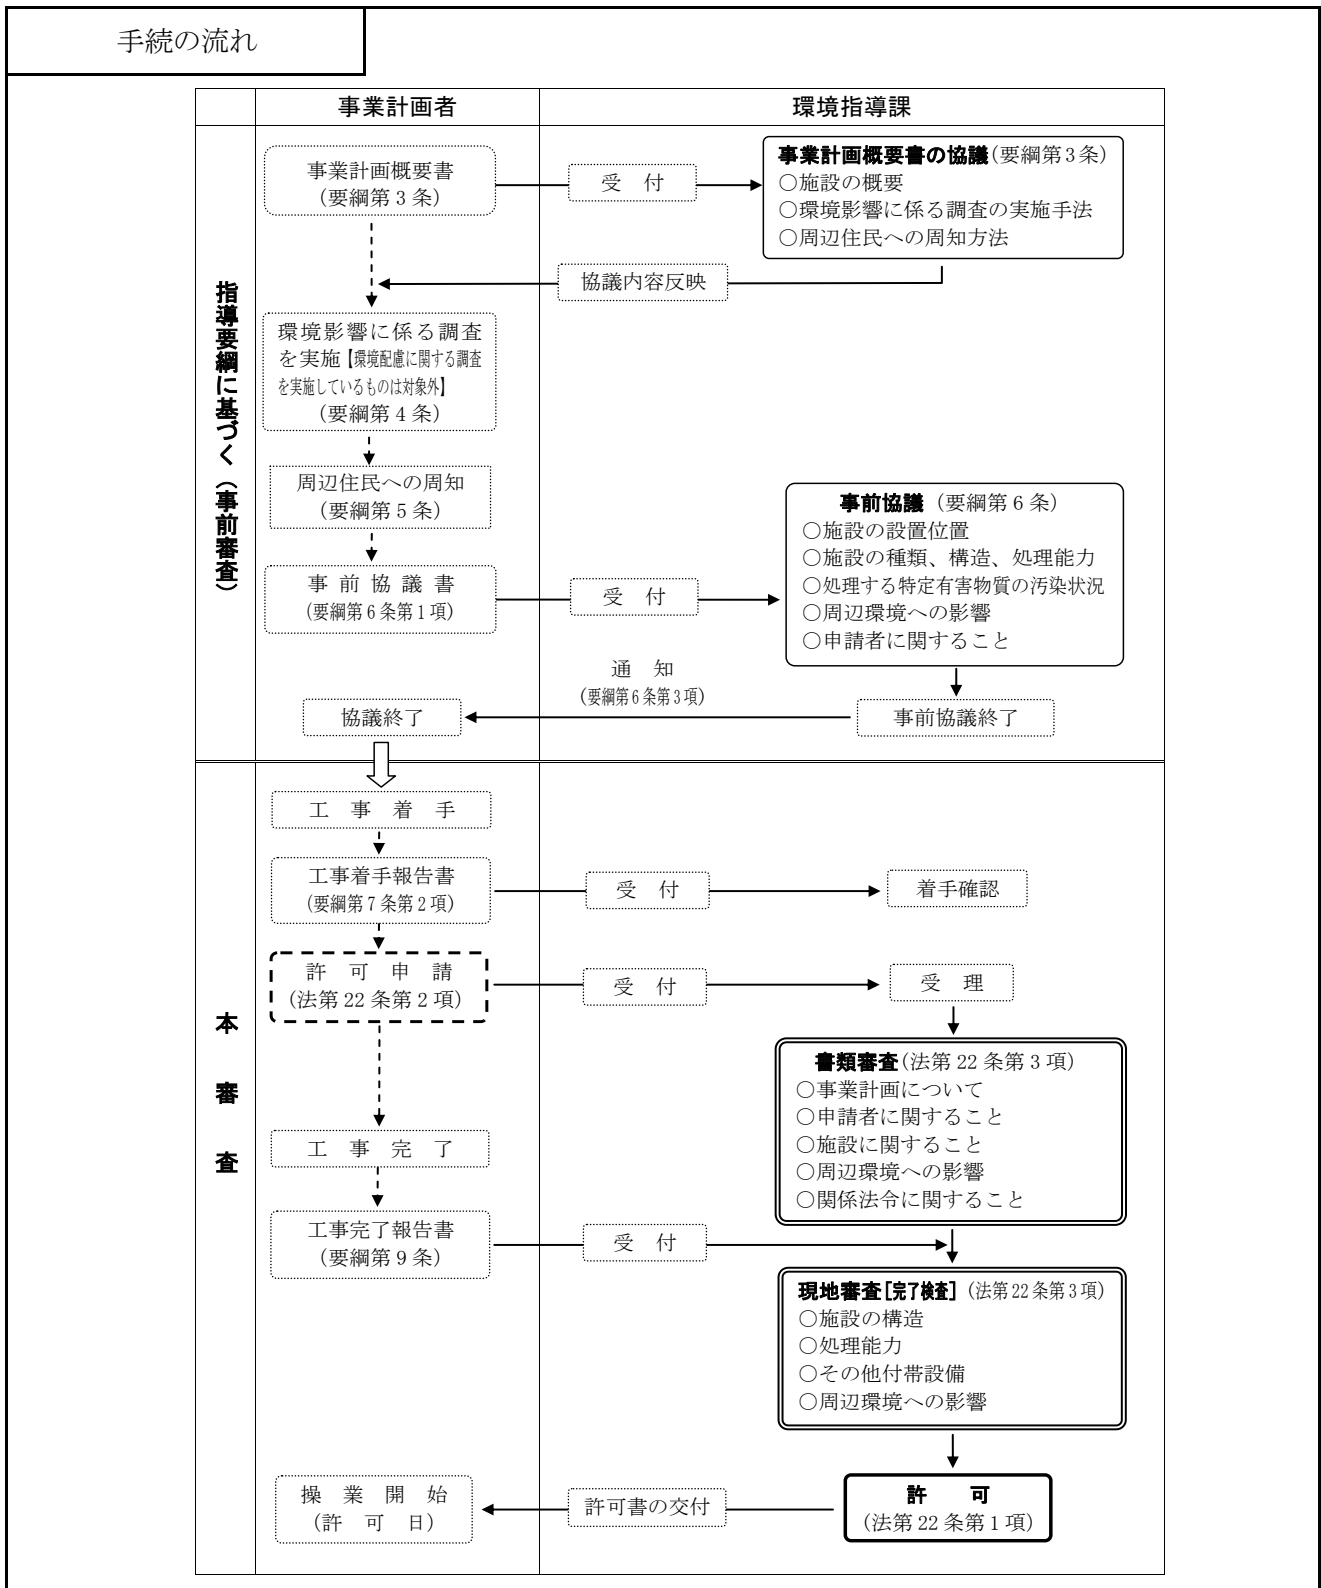 手続の流れ
事業計画者
環境指導課
指導要綱に基づく（事前審査）
事業計画概要書
(要綱第３条)
受　付
事業計画概要書の協議(要綱第３条)
○施設の概要
○環境影響に係る調査の実施手法
○周辺住民への周知方法
協議内容反映
環境影響に係る調査
を実施【環境配慮に関する調査
を実施しているものは対象外】
(要綱第４条)
周辺住民への周知
(要綱第５条)
事前協議書
(要綱第６条第１項)
受　付
事前協議（要綱第６条）
○施設の設置位置
○施設の種類、構造、処理能力
○処理する特定有害物質の汚染状況
○周辺環境への影響
○申請者に関すること
通　知
(要綱第６条第３項)
協議終了
事前協議終了
本審査
工　事　着　手
工事着手報告書
(要綱第７条第２項)
受　付
着手確認
許　可　申　請
(法第22条第２項)
受　付
受　理
書類審査(法第22条第３項)
○事業計画について
○申請者に関すること
○施設に関すること
○周辺環境への影響
○関係法令に関すること
工　事　完　了
工事完了報告書
(要綱第９条)
受　付
現地審査[完了検査]（法第22条第３項）
○施設の構造
○処理能力
○その他付帯設備
○周辺環境への影響
操　業　開　始
(許　可　日)
許可書の交付
許　可
(法第22条第１項)